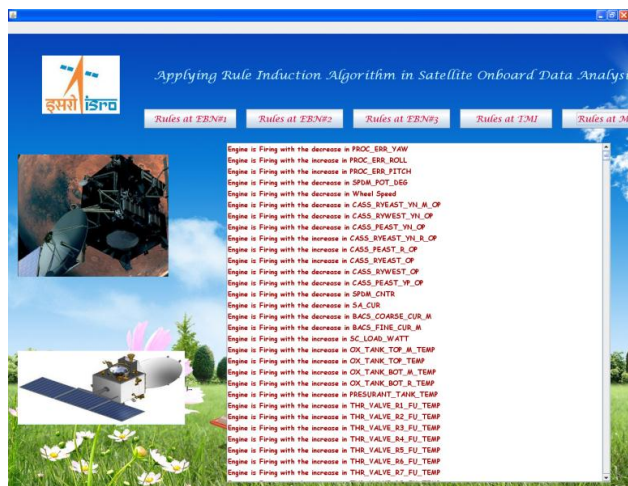 इसरो isro
Applying Rule Induction Algorithm in Satellite Onboard Data Analysi
Rules at EBN#1
Rules at EBN#2
Rules at EBN#3
Rules at TMI
Rules at M
Engine is Firing with the decrease in PROC_ERR_YAW
Engine is Firing with the increase in PROC_ERR_ROLL
Engine is Firing with the increase in PROC_ERR_PITCH
Engine is Firing with the decrease in SPDM_POT_DEG
Engine is Firing with the decrease in Wheel Speed
Engine is Firing with the decrease in CASS_RYEAST_YN_M_OP
Engine is Firing with the decrease in CASS_RYWEST_YN_OP
Engine is Firing with the decrease in CASS_PEAST_YN_OP
Engine is Firing with the increase in CASS_RYEAST_YN_R_OP
Engine is Firing with the increase in CASS_PEAST_R_OP
Engine is Firing with the increase in CASS_RYEAST_OP
Engine is Firing with the decrease in CASS_RYWEST_OP
Engine is Firing with the decrease in CASS_PEAST_YP_OP
Engine is Firing with the decrease in SPDM_CNTR
Engine is Firing with the decrease in SA_CUR
Engine is Firing with the decrease in BACS_COARSE_CUR_M
Engine is Firing with the decrease in BACS_FINE_CUR_M
Engine is Firing with the increase in SC_LOAD_WATT
Engine is Firing with the increase in OX_TANK_TOP_M_TEMP
Engine is Firing with the increase in OX_TANK_TOP_TEMP
Engine is Firing with the increase in OX_TANK_BOT_M_TEMP
Engine is Firing with the increase in OX_TANK_BOT_R_TEMP
Engine is Firing with the increase in PRESURANT_TANK_TEMP
Engine is Firing with the increase in THR_VALVE_R1_FU_TEMP
Engine is Firing with the increase in THR_VALVE_R2_FU_TEMP
Engine is Firing with the increase in THR_VALVE_R3_FU_TEMP
Engine is Firing with the increase in THR_VALVE_R4_FU_TEMP
Engine is Firing with the increase in THR_VALVE_R5_FU_TEMP
Engine is Firing with the increase in THR_VALVE_R6_FU_TEMP
Engine is Firing with the increase in THR_VALVE_R7_FU_TEMP